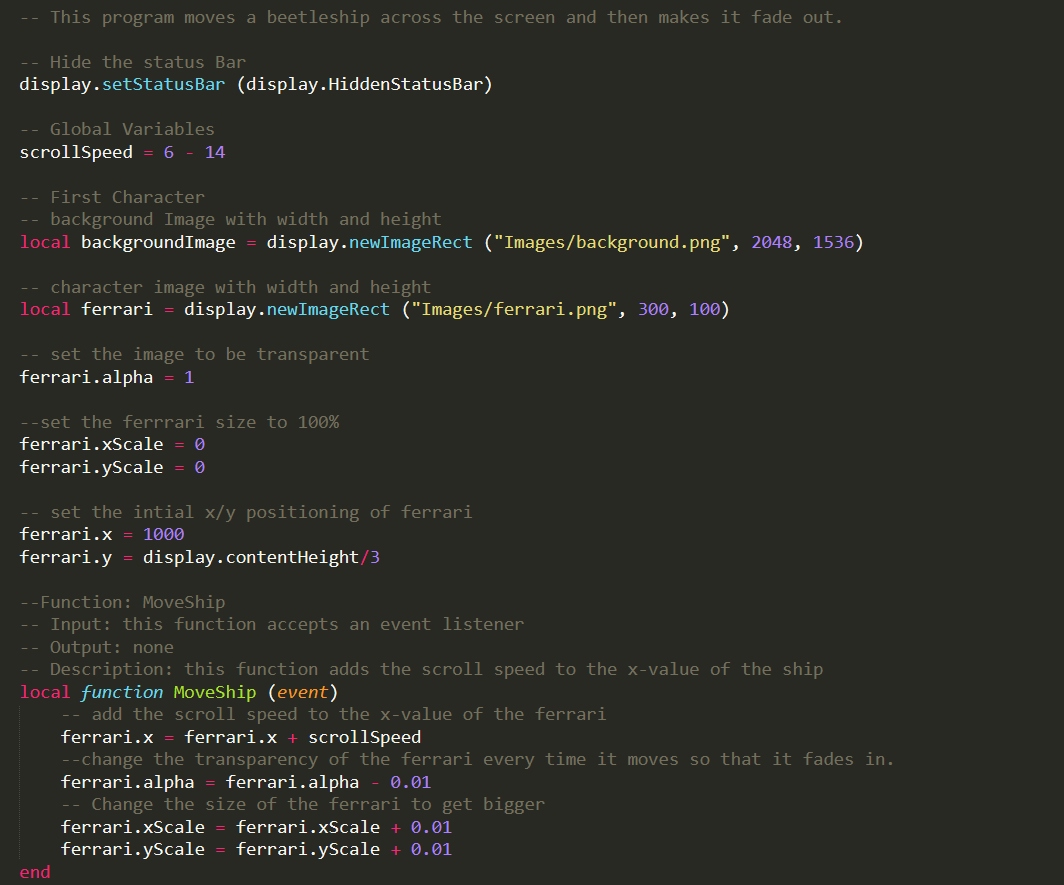 -- This program moves a beetleship across the screen and then makes it fade out.
-- Hide the status Bar
display.setStatusBar (display.HiddenStatusBar)
-- Global Variables
scrollSpeed = 6 - 14
-- First Character
-- background Image with width and height
local backgroundImage = display.newImageRect ("Images/background.png", 2048, 1536)
-- character image with width and height
local ferrari = display.newImageRect ("Images/ferrari.png", 300, 100)
-- set the image to be transparent
ferrari.alpha = 1
--set the ferrrari size to 100%
ferrari.xScale = 0
ferrari.yScale = 0
-- set the intial x/y positioning of ferrari
ferrari.x = 1000
ferrari.y = display.contentHeight/3
--Function: MoveShip
-- Input: this function accepts an event listener
-- Output: none
-- Description: this function adds the scroll speed to the x-value of the ship
local function MoveShip (event)
    -- add the scroll speed to the x-value of the ferrari
    ferrari.x = ferrari.x + scrollSpeed
    --change the transparency of the ferrari every time it moves so that it fades in.
    ferrari.alpha = ferrari.alpha - 0.01
    -- Change the size of the ferrari to get bigger
    ferrari.xScale = ferrari.xScale + 0.01
    ferrari.yScale = ferrari.yScale + 0.01
end